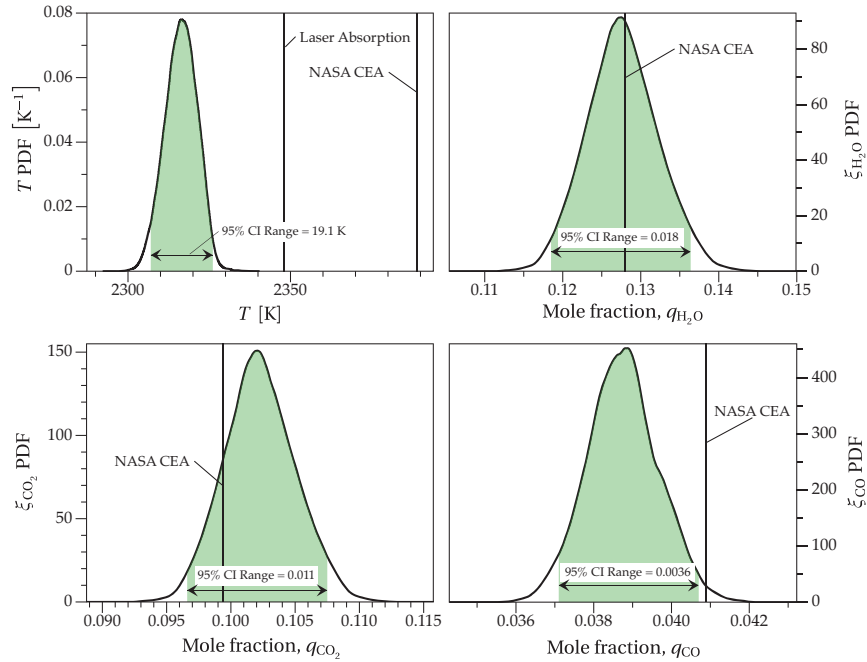 0.08
0.06
0.04
0.02
0
T PDF [K⁻¹]
Laser Absorption
NASA CEA
95% CI Range = 19.1 K
2300
2350
T [K]
NASA CEA
95% CI Range = 0.018
80
60
40
20
0
ξH₂O PDF
0.11
0.12
0.13
0.14
0.15
Mole fraction, qH₂O
150
100
50
0
ξCO₂ PDF
NASA CEA
95% CI Range = 0.011
0.090
0.095
0.100
0.105
0.110
0.115
Mole fraction, qCO₂
NASA CEA
95% CI Range = 0.0036
400
300
200
100
0
ξCO PDF
0.036
0.038
0.040
0.042
Mole fraction, qCO